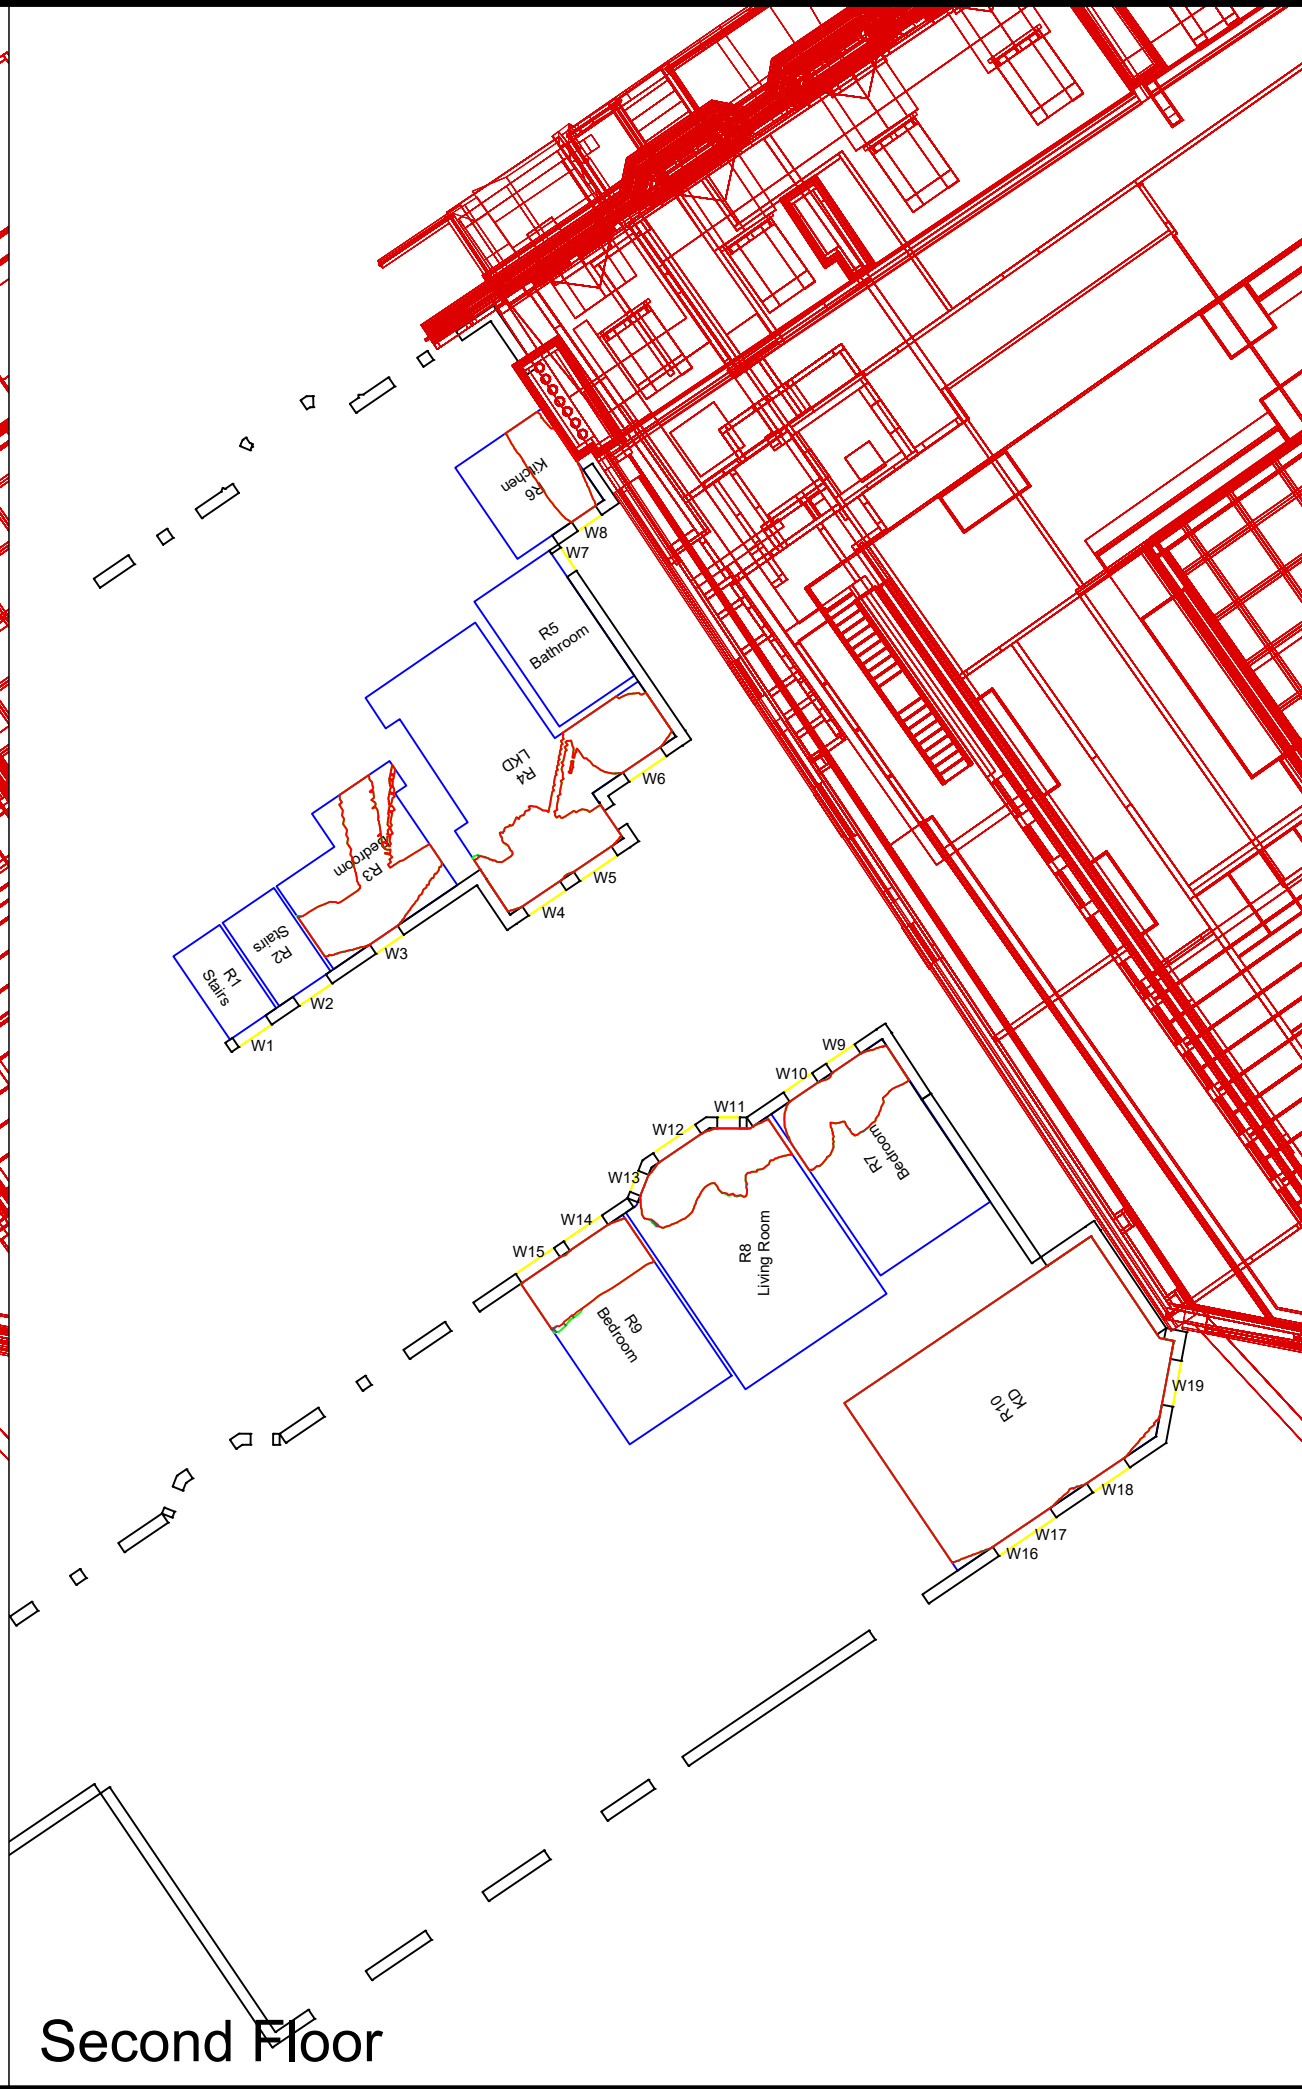 R6
Kitchen
W8
W7
R5
Bathroom
R4
LKD
W6
R3
Bedroom
W5
W4
R2
Stairs
W3
R1
Stairs
W2
W1
W9
W10
W11
W12
R7
Bedroom
W13
W14
R8
Living Room
W15
R9
Bedroom
R10
KD
W19
W18
W17
W16
Second Floor